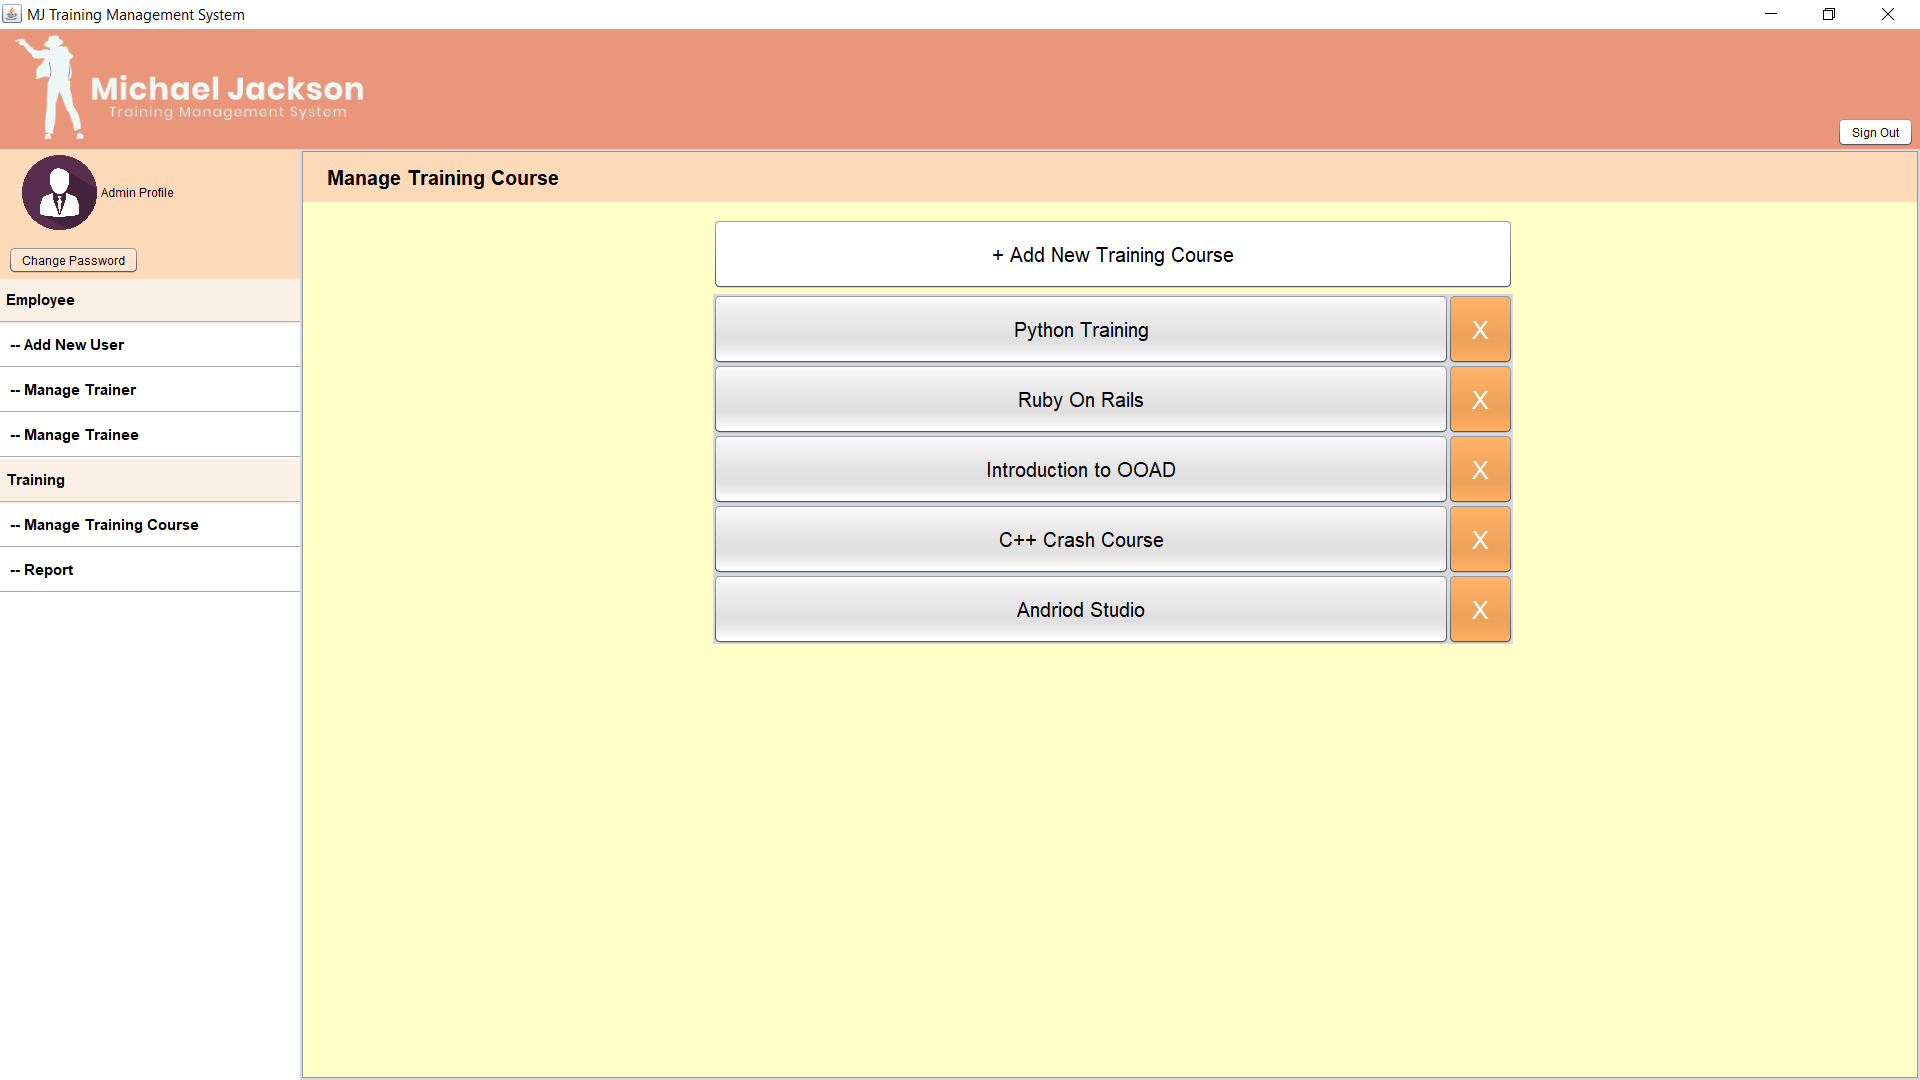 MJ Training Management System
Michael Jackson
Training Management System
Sign Out
Admin Profile
Change Password
Employee
-- Add New User
-- Manage Trainer
-- Manage Trainee
Training
-- Manage Training Course
-- Report
Manage Training Course
+ Add New Training Course
Python Training X
Ruby On Rails X
Introduction to OOAD X
C++ Crash Course X
Andriod Studio X